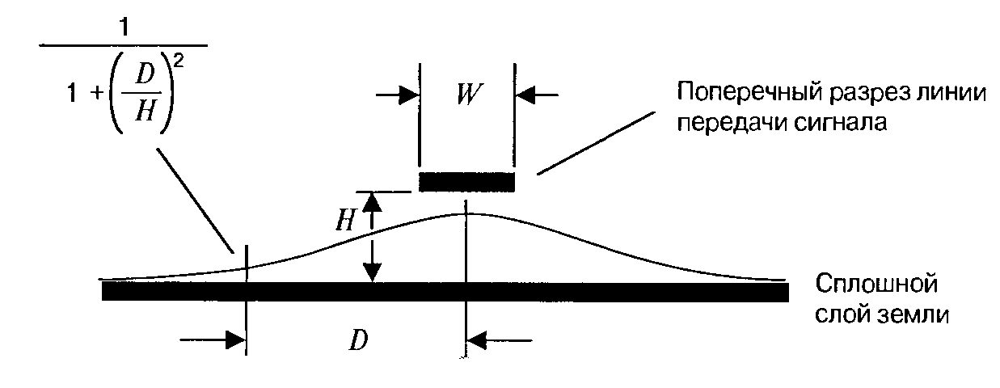 1
1 + (D/H)²
W
Поперечный разрез линии
передачи сигнала
H
Сплошной
слой земли
D